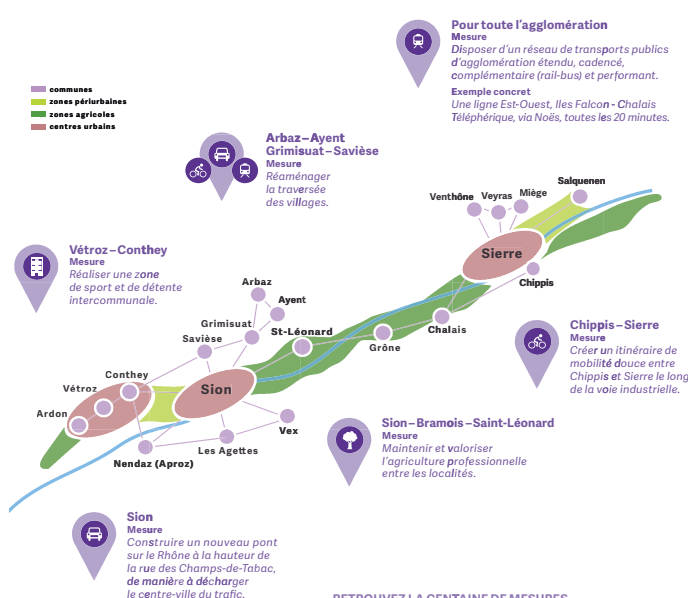 Pour toute l'agglomération
Mesure
Disposer d'un réseau de transports publics
d'agglomération étendu, cadencé,
complémentaire (rail-bus) et performant.
Exemple concret
Une ligne Est-Ouest, Iles Falcon - Chalais
Téléphérique, via Noës, toutes les 20 minutes.
communes
zones périurbaines
zones agricoles
centres urbains
Arbaz–Ayent
Grimisuat–Savièse
Mesure
Réaménager
la traversée
des villages.
Salquenen
Venthône Veyras Miège
Sierre
Chippis
Vétroz–Conthey
Mesure
Réaliser une zone
de sport et de détente
intercommunale.
Arbaz
Ayent
Grimisuat
St-Léonard
Savièse
Chalais
Grône
Conthey
Vétroz
Sion
Ardon
Vex
Les Agettes
Nendaz (Aproz)
Chippis–Sierre
Mesure
Créer un itinéraire de
mobilité douce entre
Chippis et Sierre le long
de la voie industrielle.
Sion–Bramois–Saint-Léonard
Mesure
Maintenir et valoriser
l'agriculture professionnelle
entre les localités.
Sion
Mesure
Construire un nouveau pont
sur le Rhône à la hauteur de
la rue des Champs-de-Tabac,
de manière à décharger
le centre-ville du trafic.
RETROUVEZ LA CENTAINE DE MESURES